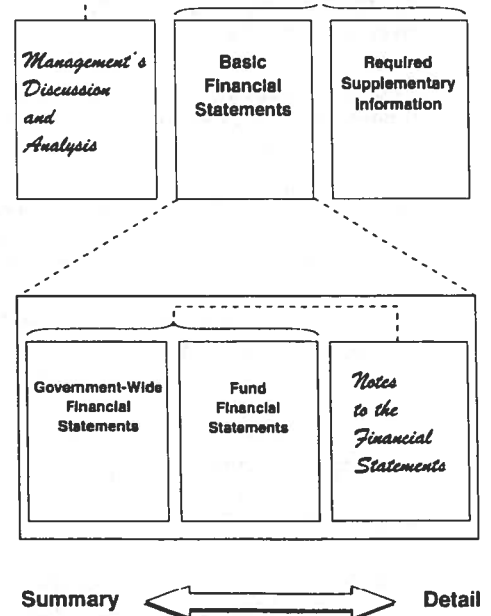 Management's
Discussion
and
Analysis
Basic
Financial
Statements
Required
Supplementary
Information
Government-Wide
Financial
Statements
Fund
Financial
Statements
Notes
to the
Financial
Statements
Summary
Detail